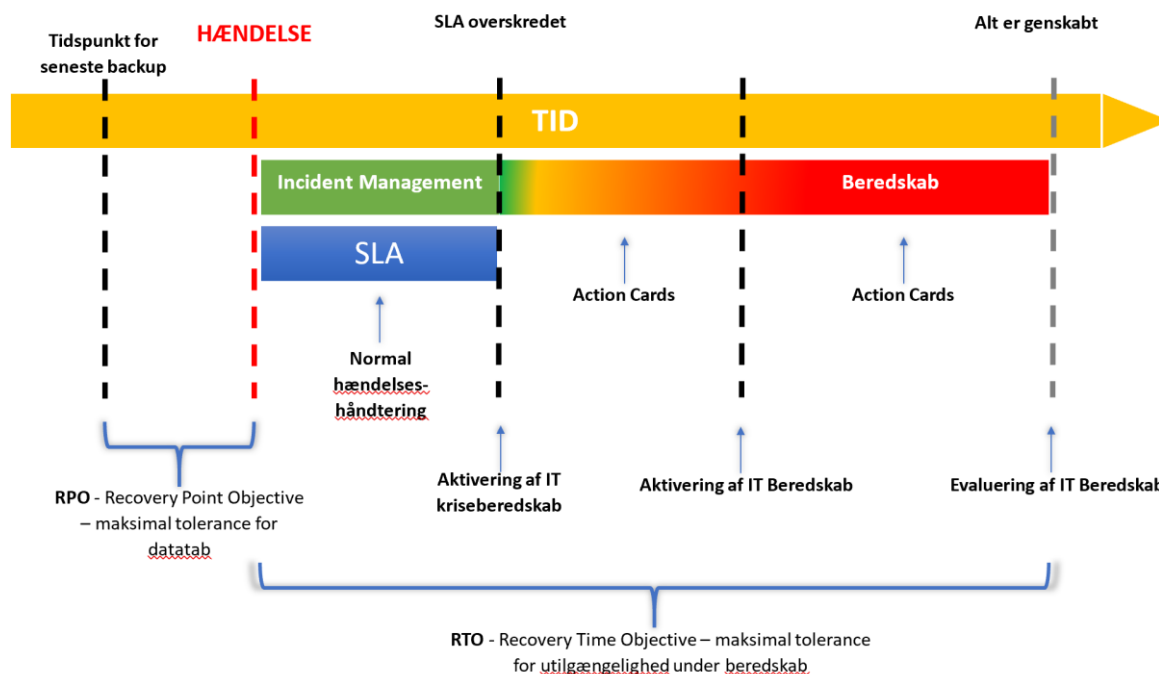 Tidspunkt for
seneste backup
HÆNDELSE
SLA overskredet
Alt er genskabt
TID
Incident Management
Beredskab
SLA
Action Cards
Action Cards
Normal
hændelses-
håndtering
Aktivering af IT
kriseberedskab
Aktivering af IT Beredskab
Evaluering af IT Beredskab
RPO - Recovery Point Objective
– maksimal tolerance for
datatab
RTO - Recovery Time Objective – maksimal tolerance
for utilgængelighed under beredskab